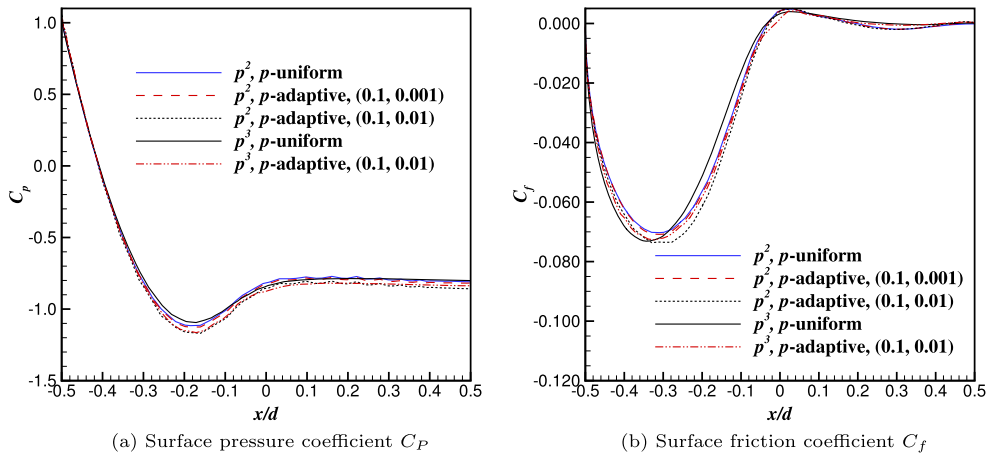 1.0
0.5
0.0
-0.5
-1.0
-1.5
C_p
p^2, p-uniform
p^2, p-adaptive, (0.1, 0.001)
p^2, p-adaptive, (0.1, 0.01)
p^3, p-uniform
p^3, p-adaptive, (0.1, 0.01)
-0.5 -0.4 -0.3 -0.2 -0.1 0 0.1 0.2 0.3 0.4 0.5
x/d
(a) Surface pressure coefficient C_P
0.000
-0.020
-0.040
-0.060
-0.080
-0.100
-0.120
C_f
p^2, p-uniform
p^2, p-adaptive, (0.1, 0.001)
p^2, p-adaptive, (0.1, 0.01)
p^3, p-uniform
p^3, p-adaptive, (0.1, 0.01)
-0.5 -0.4 -0.3 -0.2 -0.1 0 0.1 0.2 0.3 0.4 0.5
x/d
(b) Surface friction coefficient C_f